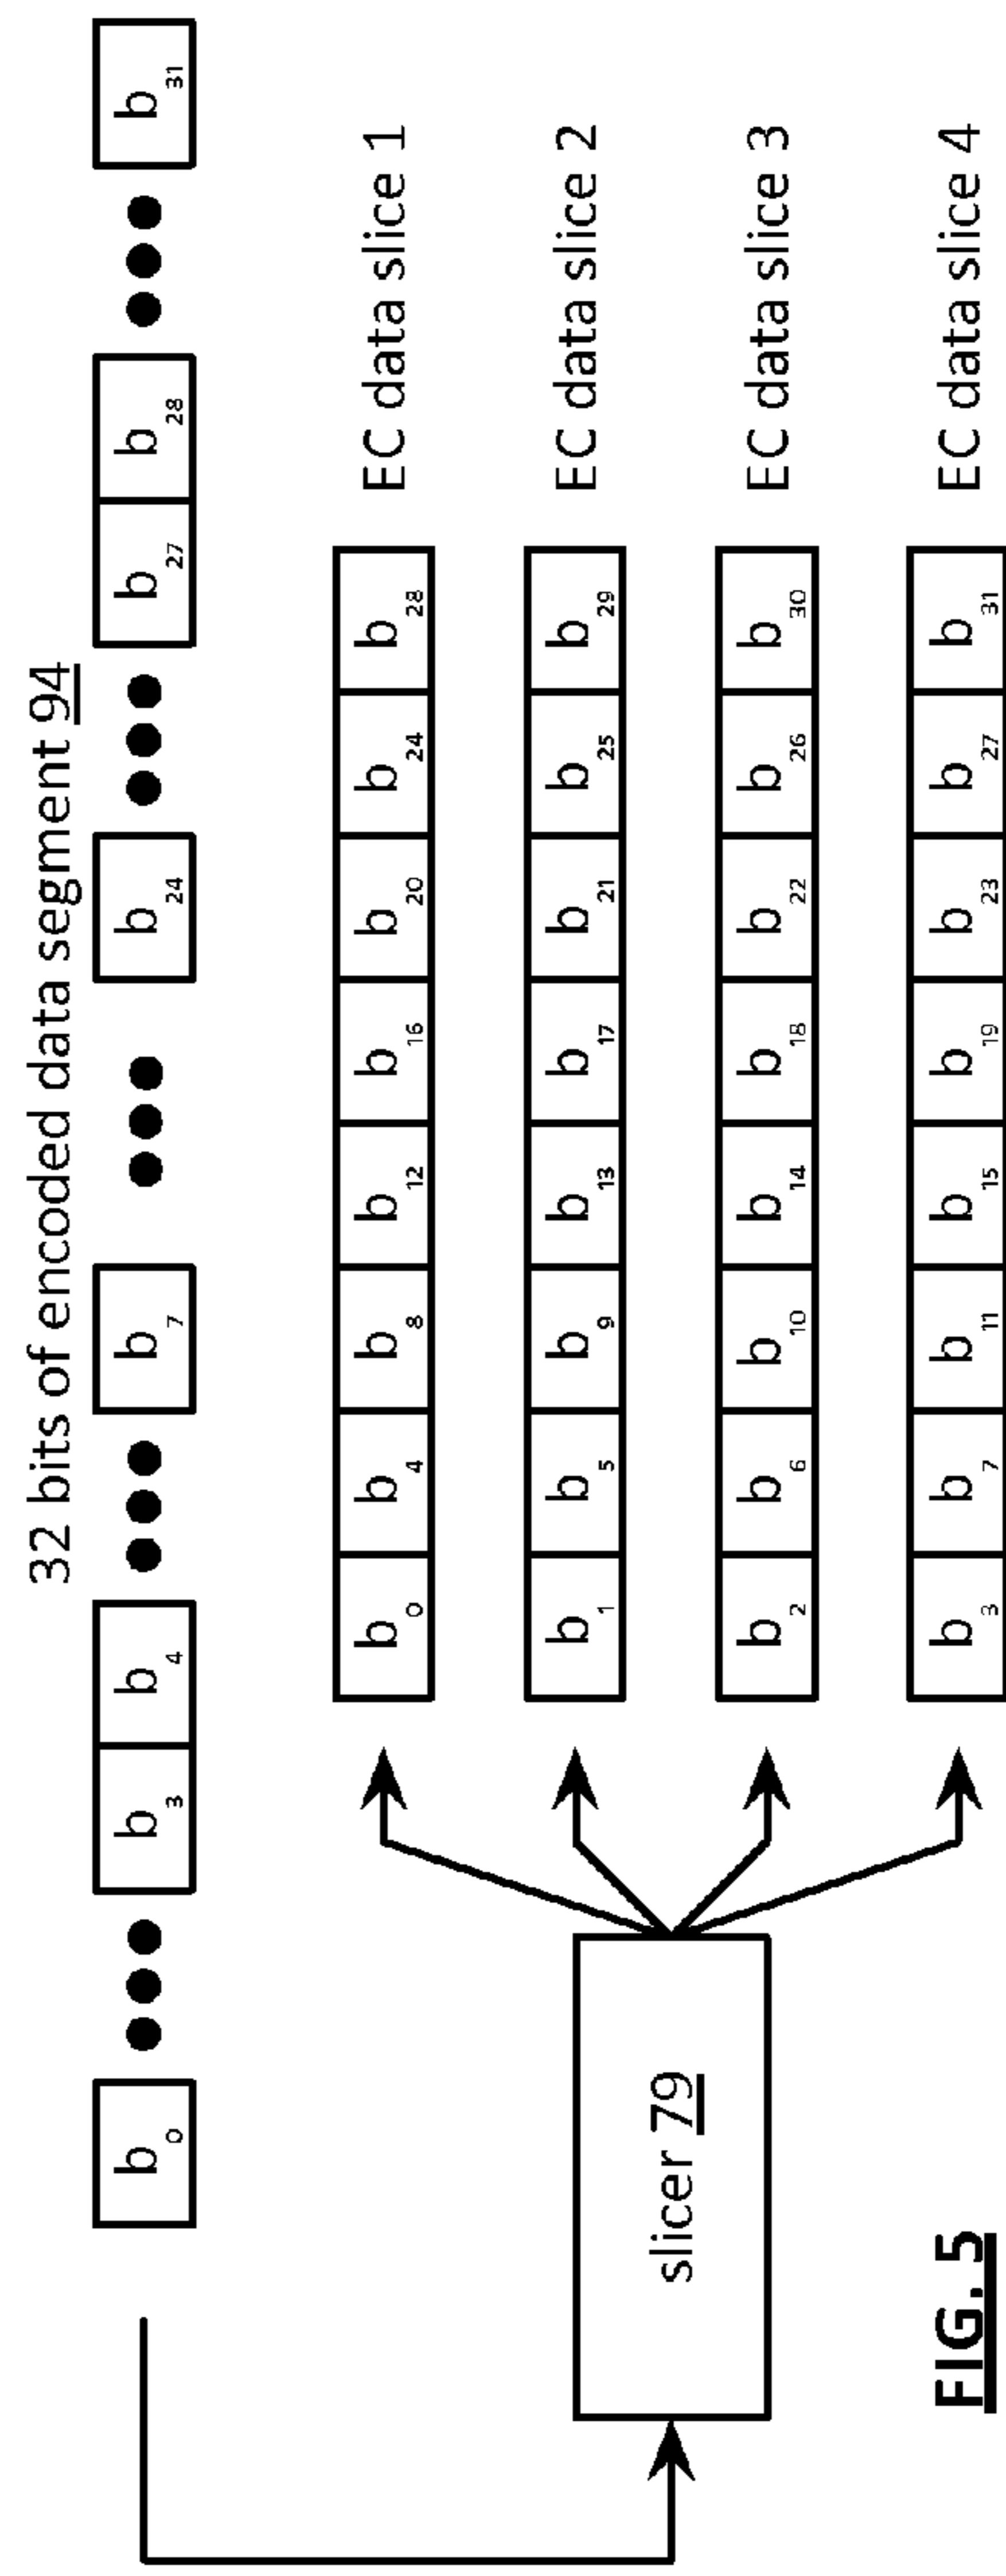 32 bits of encoded data segment 94
b0 ●●● b3 b4 ●●● b7 ●●● b24 ●●● b27 b28 ●●● b31
b0 b4 b8 b12 b16 b20 b24 b28 EC data slice 1
b1 b5 b9 b13 b17 b21 b25 b29 EC data slice 2
slicer 79
b2 b6 b10 b14 b18 b22 b26 b30 EC data slice 3
b3 b7 b11 b15 b19 b23 b27 b31 EC data slice 4
FIG. 5